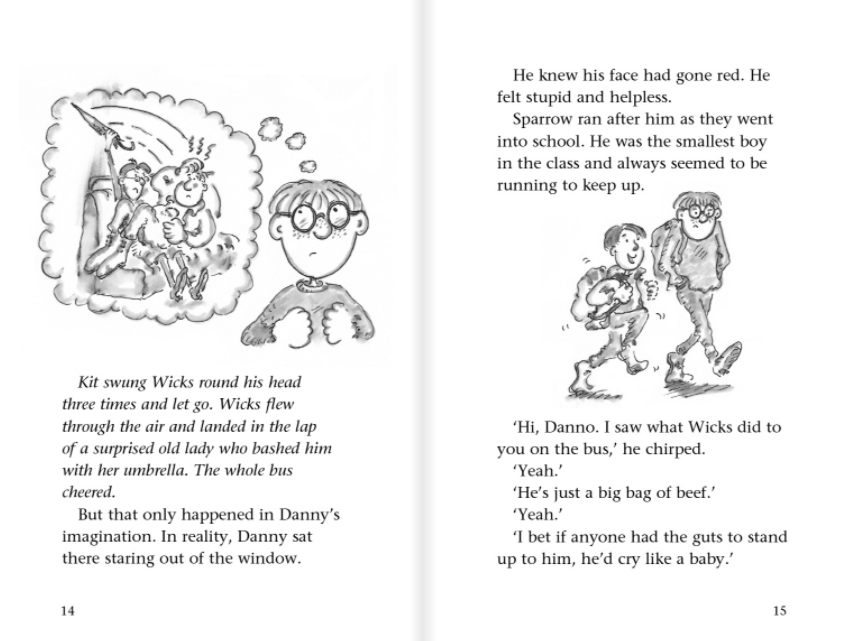 Kit swung Wicks round his head
three times and let go. Wicks flew
through the air and landed in the lap
of a surprised old lady who bashed him
with her umbrella. The whole bus
cheered.
But that only happened in Danny’s
imagination. In reality, Danny sat
there staring out of the window.
14
He knew his face had gone red. He
felt stupid and helpless.
Sparrow ran after him as they went
into school. He was the smallest boy
in the class and always seemed to be
running to keep up.
‘Hi, Danno. I saw what Wicks did to
you on the bus,’ he chirped.
‘Yeah.’
‘He’s just a big bag of beef.’
‘Yeah.’
‘I bet if anyone had the guts to stand
up to him, he’d cry like a baby.’
15